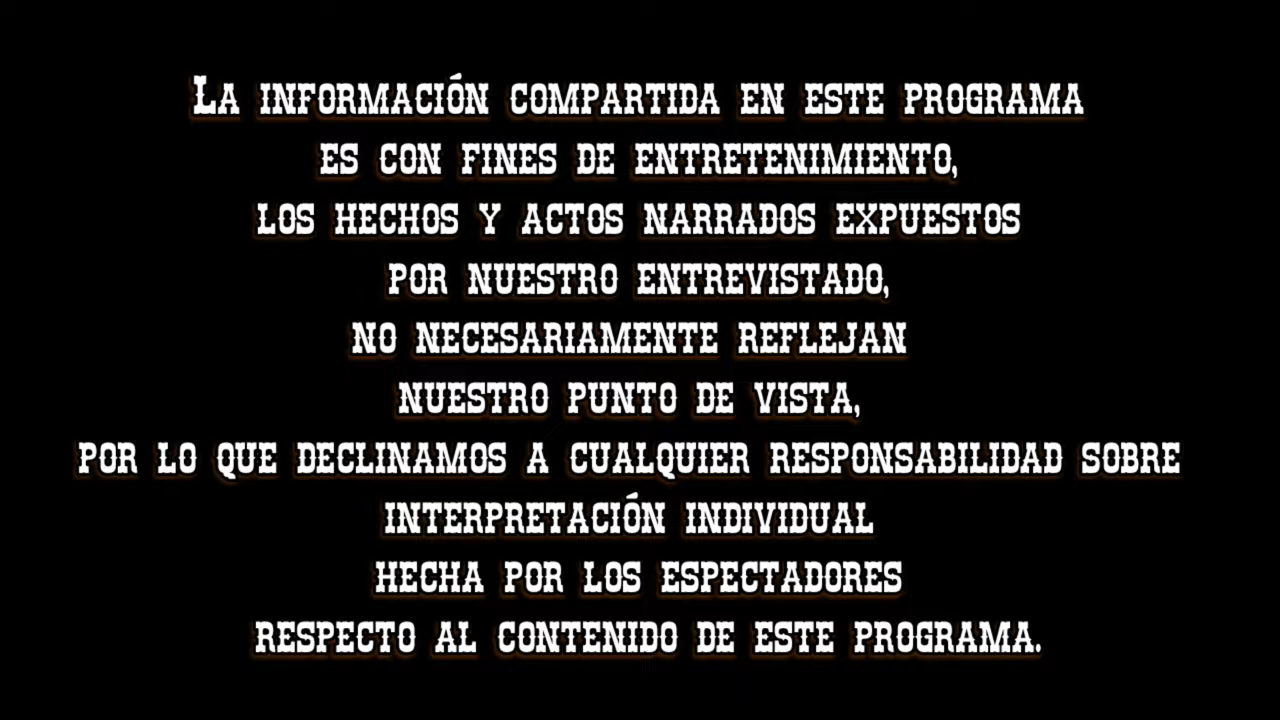 La información compartida en este programa
es con fines de entretenimiento,
los hechos y actos narrados expuestos
por nuestro entrevistado,
no necesariamente reflejan
nuestro punto de vista,
por lo que declinamos a cualquier responsabilidad sobre
interpretación individual
hecha por los espectadores
respecto al contenido de este programa.